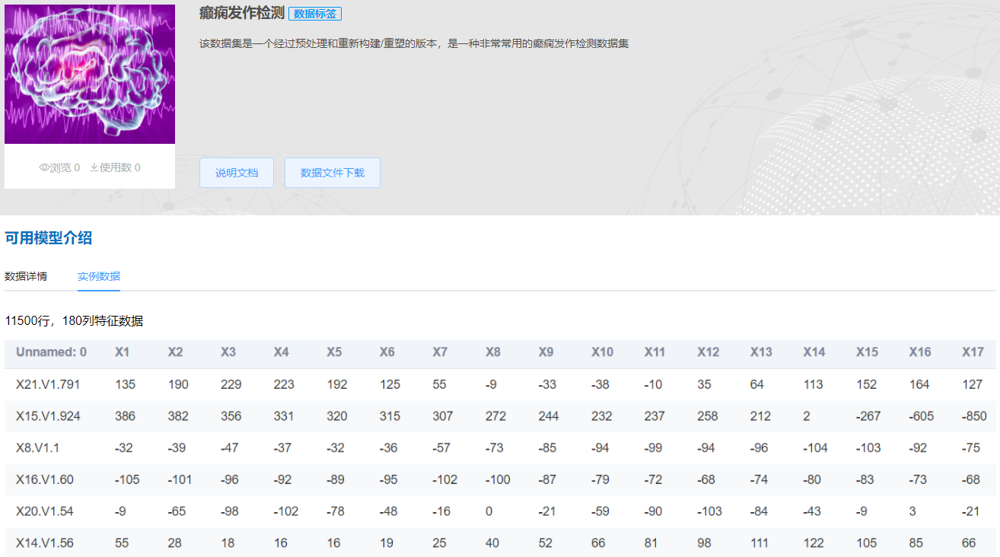 癫痫发作检测 数据标签
该数据集是一个经过预处理和重新构建/重塑的版本，是一种非常常用的癫痫发作检测数据集
浏览 0 使用数 0
说明文档 数据文件下载
可用模型介绍
数据详情 实例数据
11500行，180列特征数据
Unnamed: 0 X1 X2 X3 X4 X5 X6 X7 X8 X9 X10 X11 X12 X13 X14 X15 X16 X17
X21.V1.791 135 190 229 223 192 125 55 -9 -33 -38 -10 35 64 113 152 164 127
X15.V1.924 386 382 356 331 320 315 307 272 244 232 237 258 212 2 -267 -605 -850
X8.V1.1 -32 -39 -47 -37 -32 -36 -57 -73 -85 -94 -99 -94 -96 -104 -103 -92 -75
X16.V1.60 -105 -101 -96 -92 -89 -95 -102 -100 -87 -79 -72 -68 -74 -80 -83 -73 -68
X20.V1.54 -9 -65 -98 -102 -78 -48 -16 0 -21 -59 -90 -103 -84 -43 -9 3 -21
X14.V1.56 55 28 18 16 16 19 25 40 52 66 81 98 111 122 105 85 66